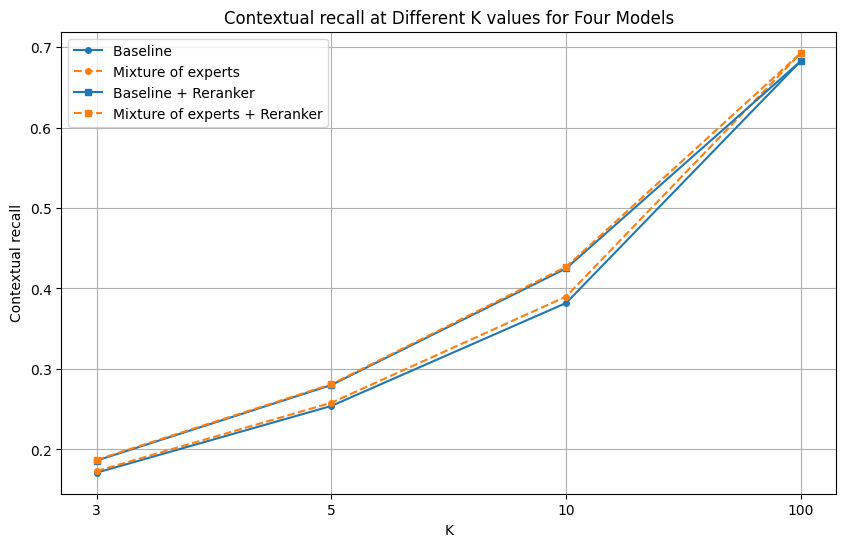 Contextual recall at Different K values for Four Models
Baseline
Mixture of experts
Baseline + Reranker
Mixture of experts + Reranker
Contextual recall
0.7
0.6
0.5
0.4
0.3
0.2
3
5
10
100
K